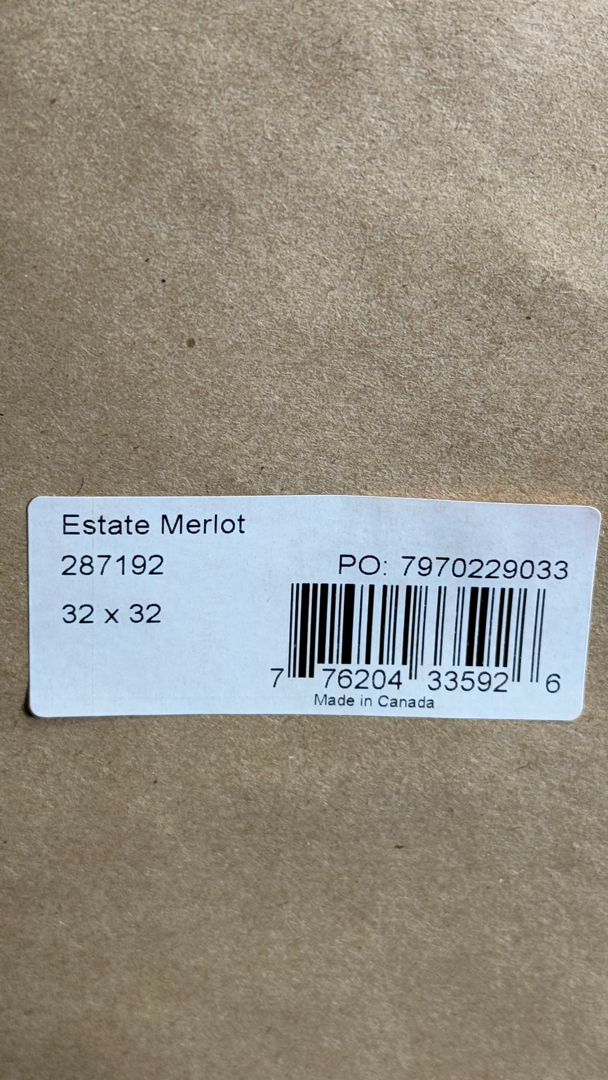 Estate Merlot
287192
PO: 7970229033
32 x 32
7 76204 33592 6
Made in Canada